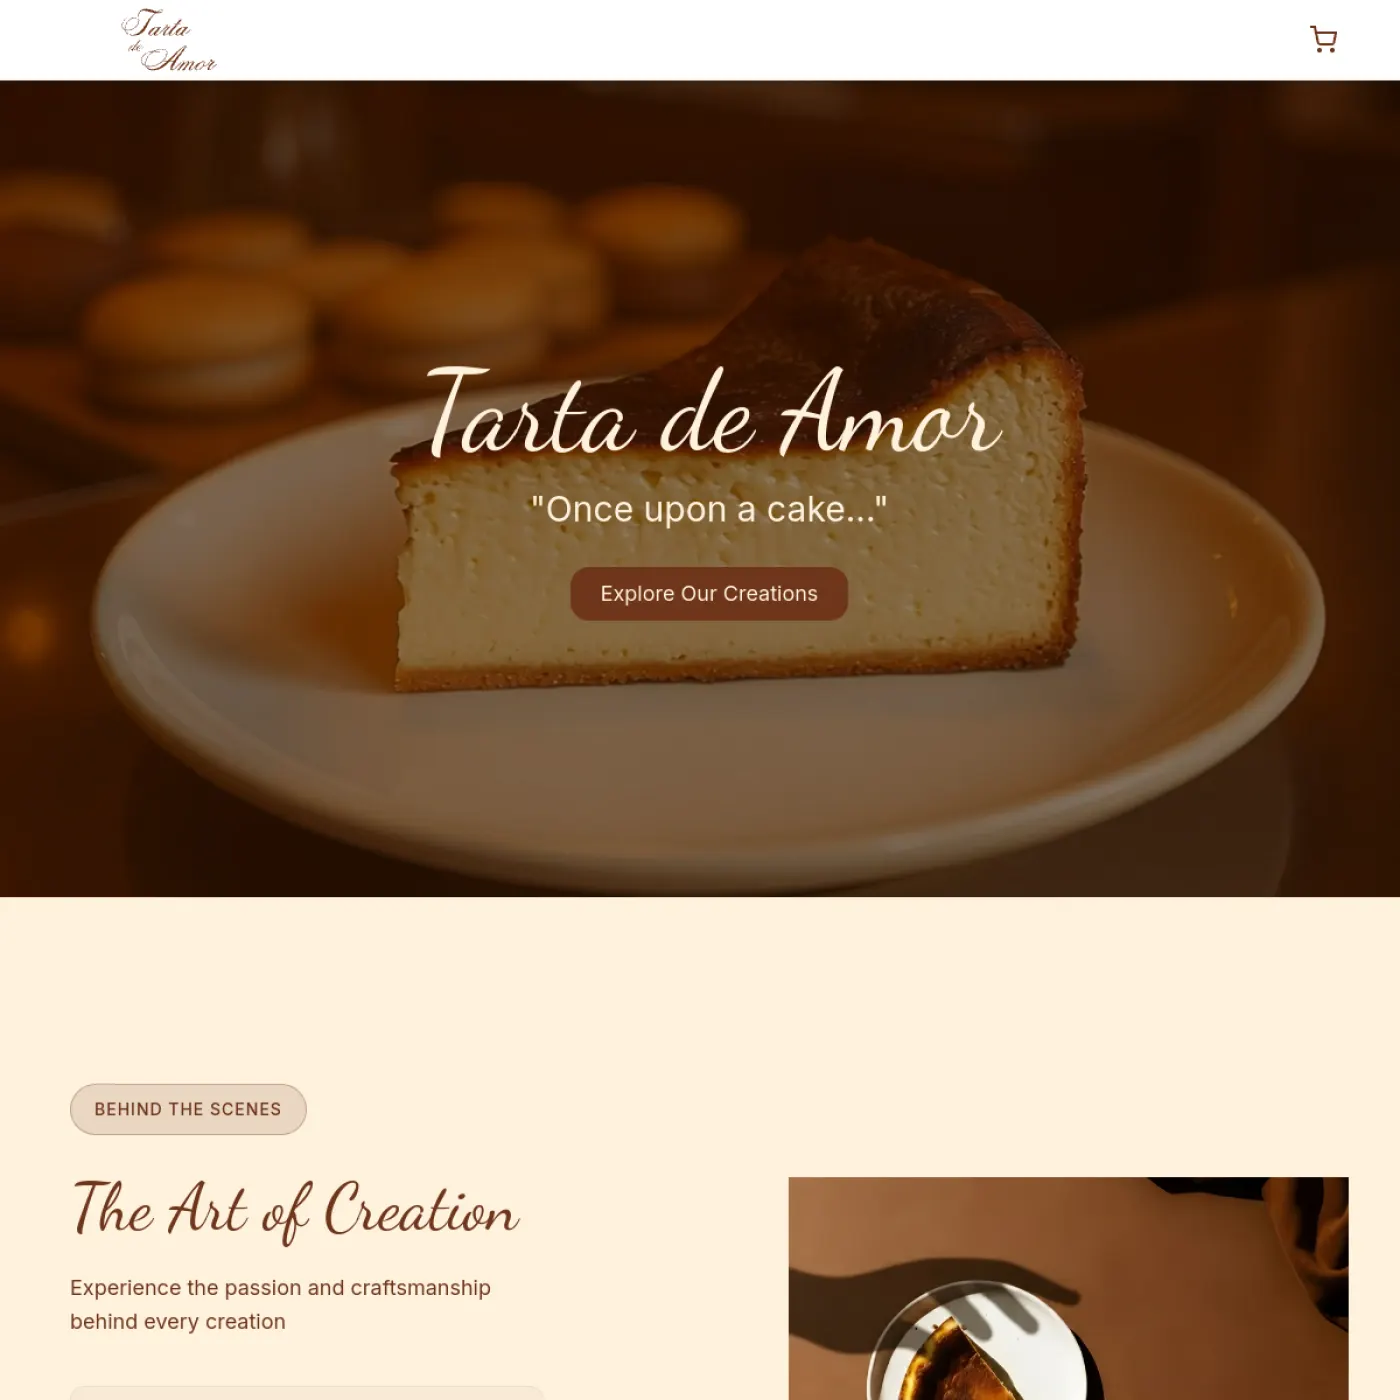 Tarta
de
Amor
Tarta de Amor
"Once upon a cake..."
Explore Our Creations
BEHIND THE SCENES
The Art of Creation
Experience the passion and craftsmanship
behind every creation